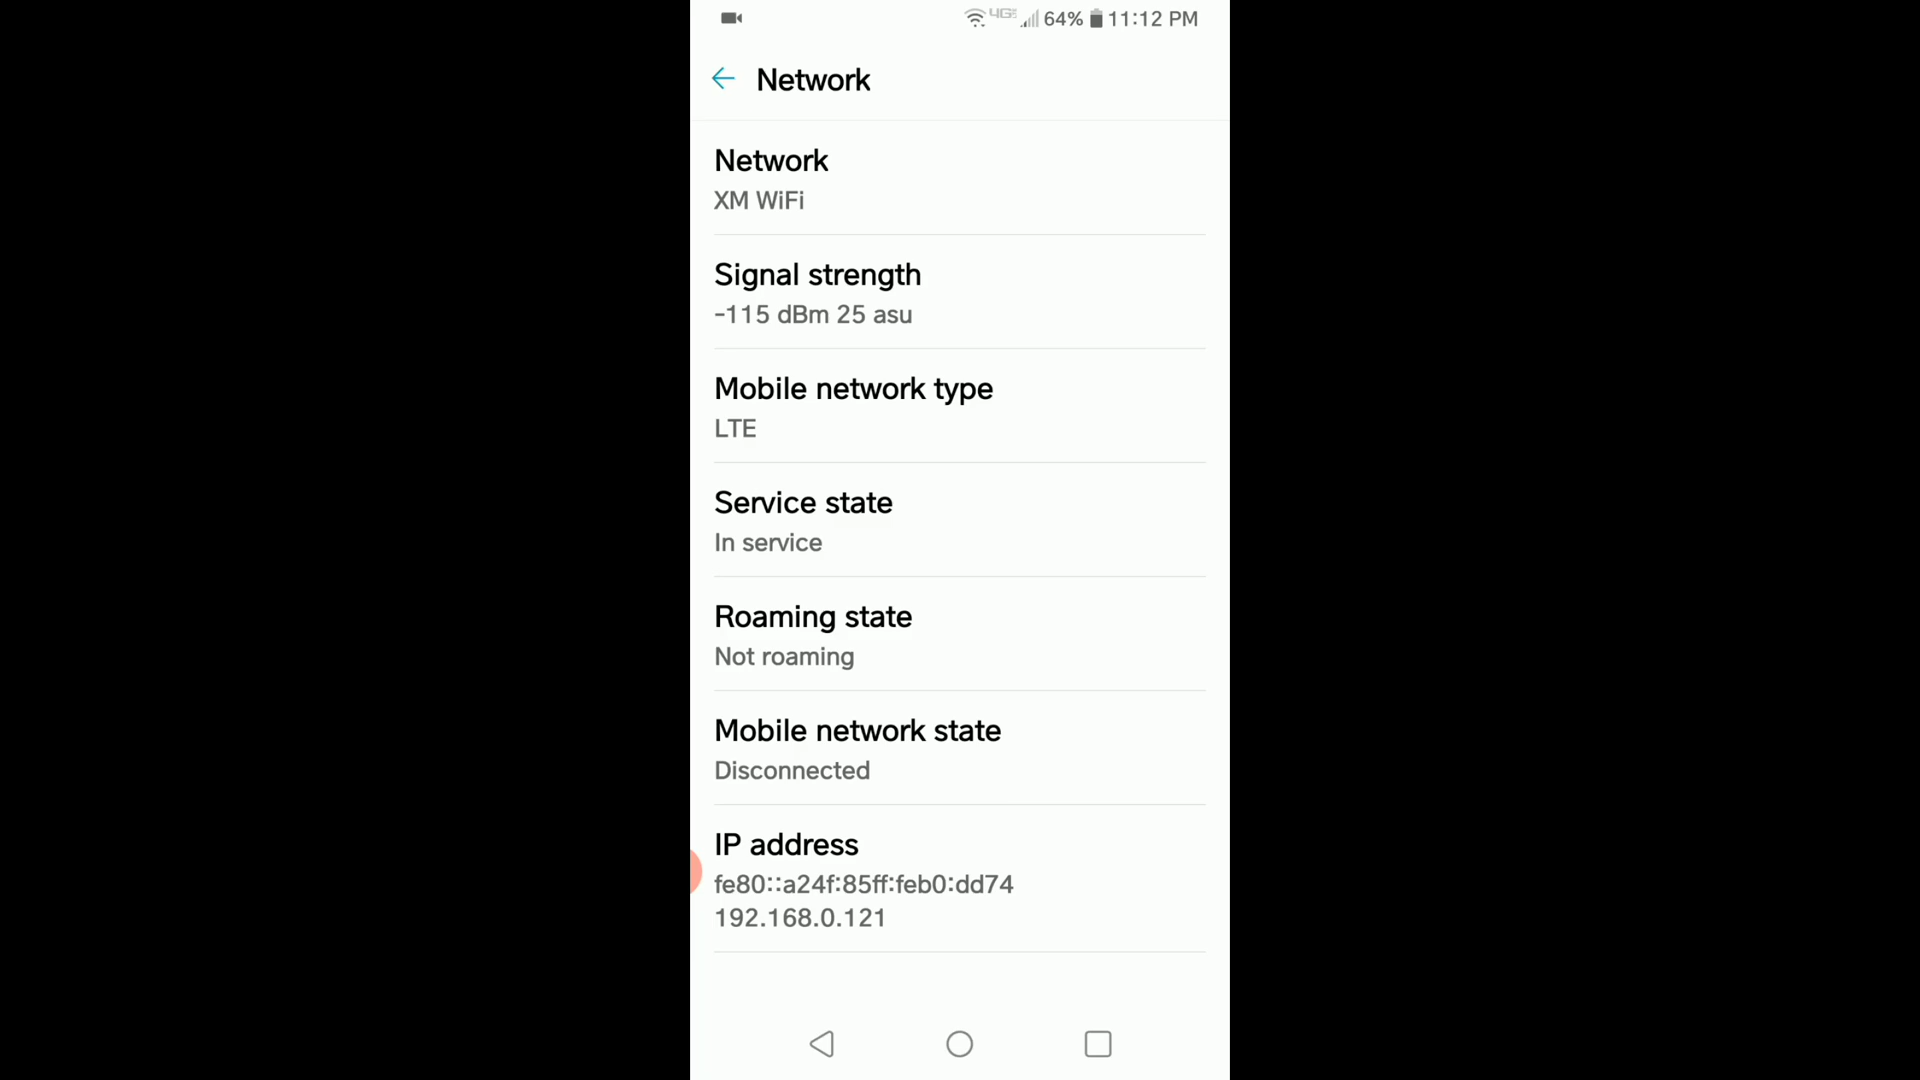 4G 64% 11:12 PM
Network
Network
XM WiFi
Signal strength
-115 dBm 25 asu
Mobile network type
LTE
Service state
In service
Roaming state
Not roaming
Mobile network state
Disconnected
IP address
fe80::a24f:85ff:feb0:dd74
192.168.0.121